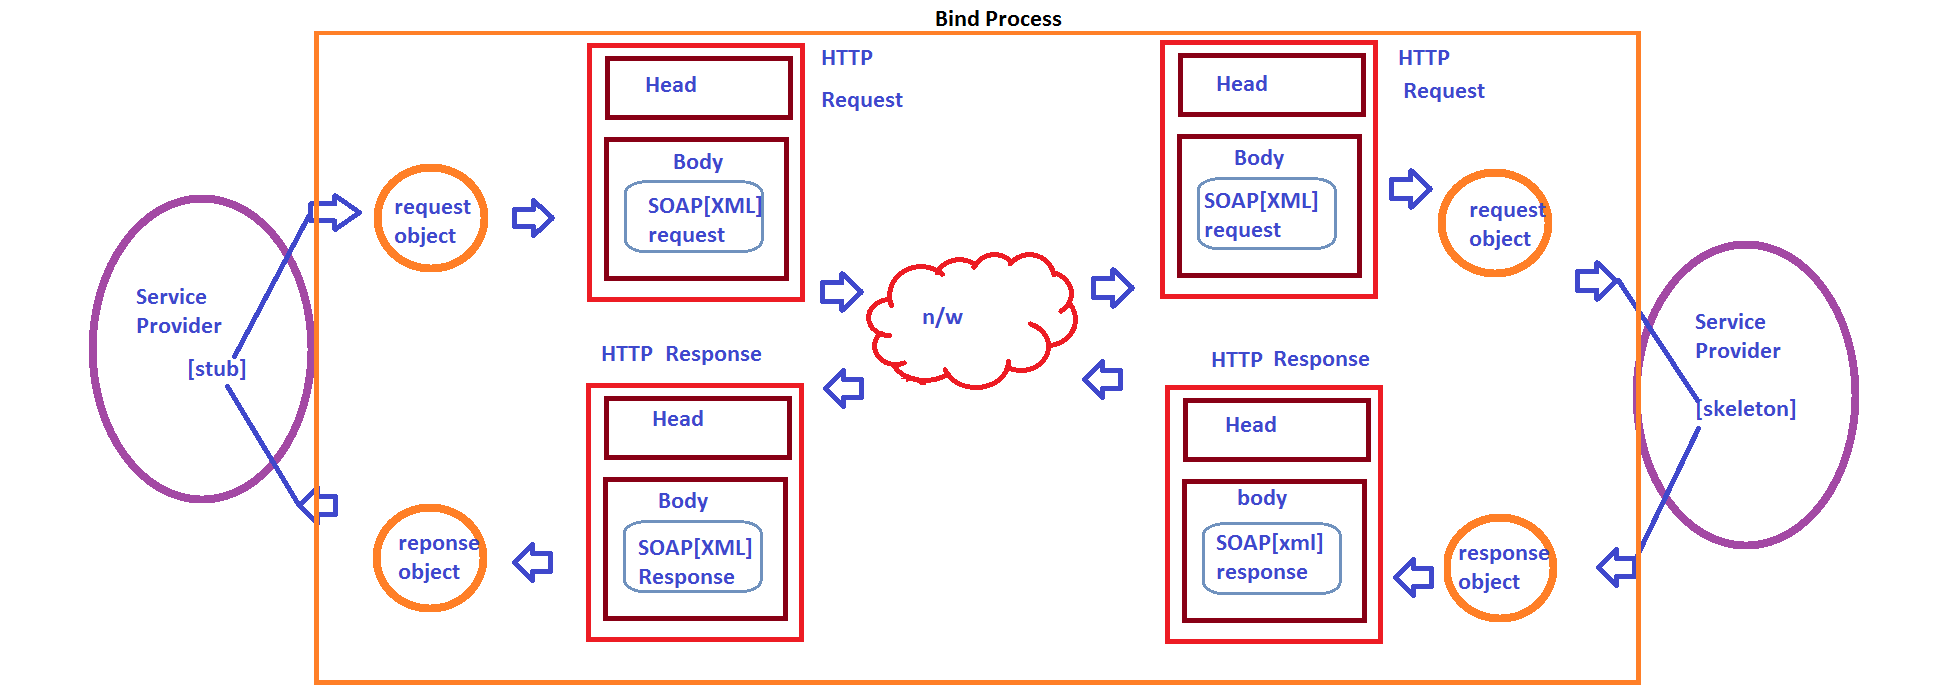 Bind Process
HTTP
Request
Head
Body
SOAP[XML]
request
HTTP
Request
Head
Body
SOAP[XML]
request
request
object
request
object
Service
Provider
[stub]
n/w
Service
Provider
[skeleton]
HTTP Response
Head
Body
SOAP[XML]
Response
HTTP Response
Head
body
SOAP[xml]
response
reponse
object
response
object